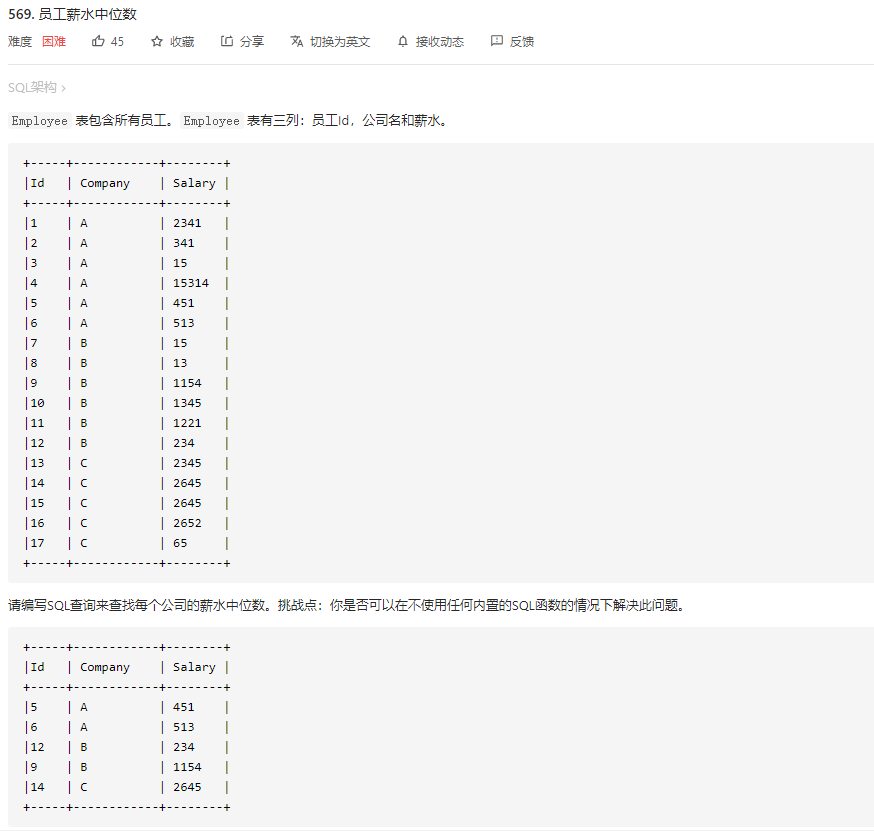 569. 员工薪水中位数
难度 困难 45 收藏 分享 切换为英文 接收动态 反馈
SQL架构 ›
Employee 表包含所有员工。Employee 表有三列：员工Id，公司名和薪水。
+-----+------------+--------+
|Id   | Company    | Salary |
+-----+------------+--------+
|1    | A          | 2341   |
|2    | A          | 341    |
|3    | A          | 15     |
|4    | A          | 15314  |
|5    | A          | 451    |
|6    | A          | 513    |
|7    | B          | 15     |
|8    | B          | 13     |
|9    | B          | 1154   |
|10   | B          | 1345   |
|11   | B          | 1221   |
|12   | B          | 234    |
|13   | C          | 2345   |
|14   | C          | 2645   |
|15   | C          | 2645   |
|16   | C          | 2652   |
|17   | C          | 65     |
+-----+------------+--------+
请编写SQL查询来查找每个公司的薪水中位数。挑战点：你是否可以在不使用任何内置的SQL函数的情况下解决此问题。
+-----+------------+--------+
|Id   | Company    | Salary |
+-----+------------+--------+
|5    | A          | 451    |
|6    | A          | 513    |
|12   | B          | 234    |
|9    | B          | 1154   |
|14   | C          | 2645   |
+-----+------------+--------+